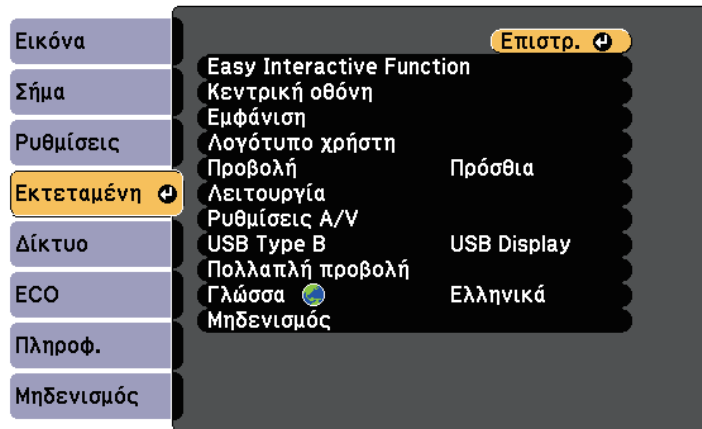 Εικόνα
Σήμα
Ρυθμίσεις
Εκτεταμένη
Δίκτυο
ECO
Πληροφ.
Μηδενισμός
Επιστρ.
Easy Interactive Function
Κεντρική οθόνη
Εμφάνιση
Λογότυπο χρήστη
Προβολή Πρόσθια
Λειτουργία
Ρυθμίσεις A/V
USB Type B USB Display
Πολλαπλή προβολή
Γλώσσα Ελληνικά
Μηδενισμός